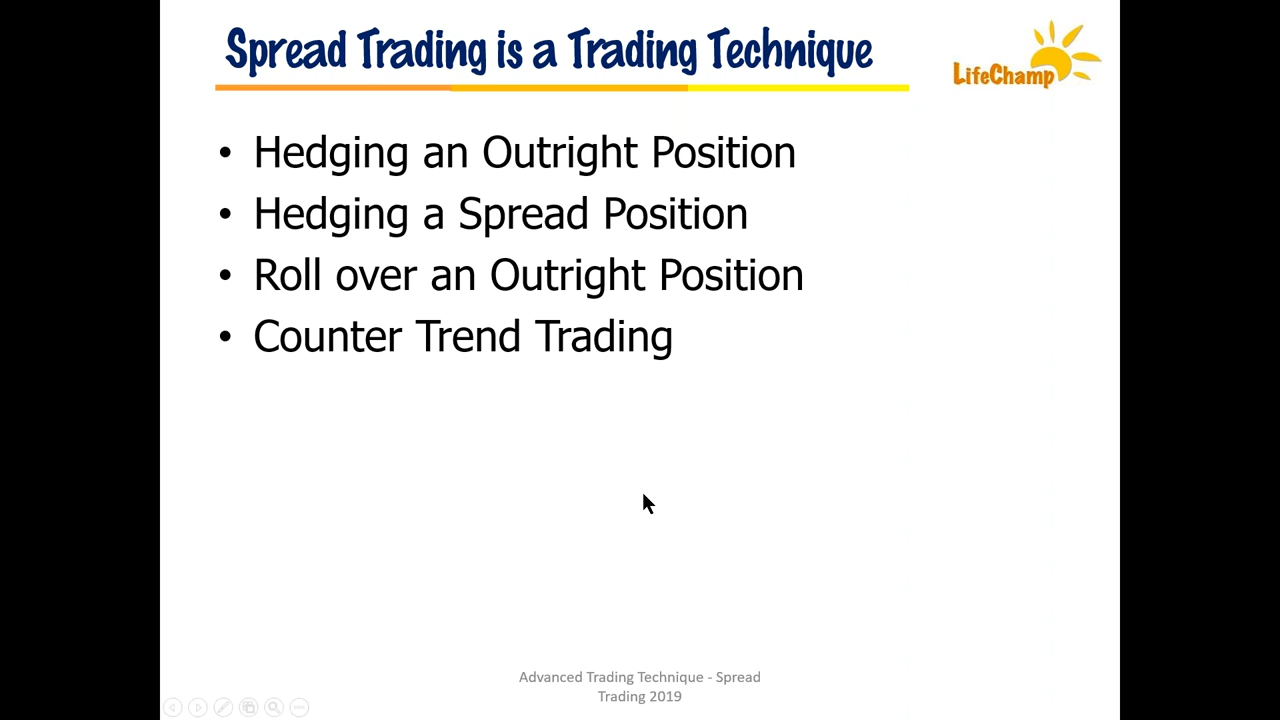 Spread Trading is a Trading Technique
LifeChamp
• Hedging an Outright Position
• Hedging a Spread Position
• Roll over an Outright Position
• Counter Trend Trading
Advanced Trading Technique - Spread
Trading 2019